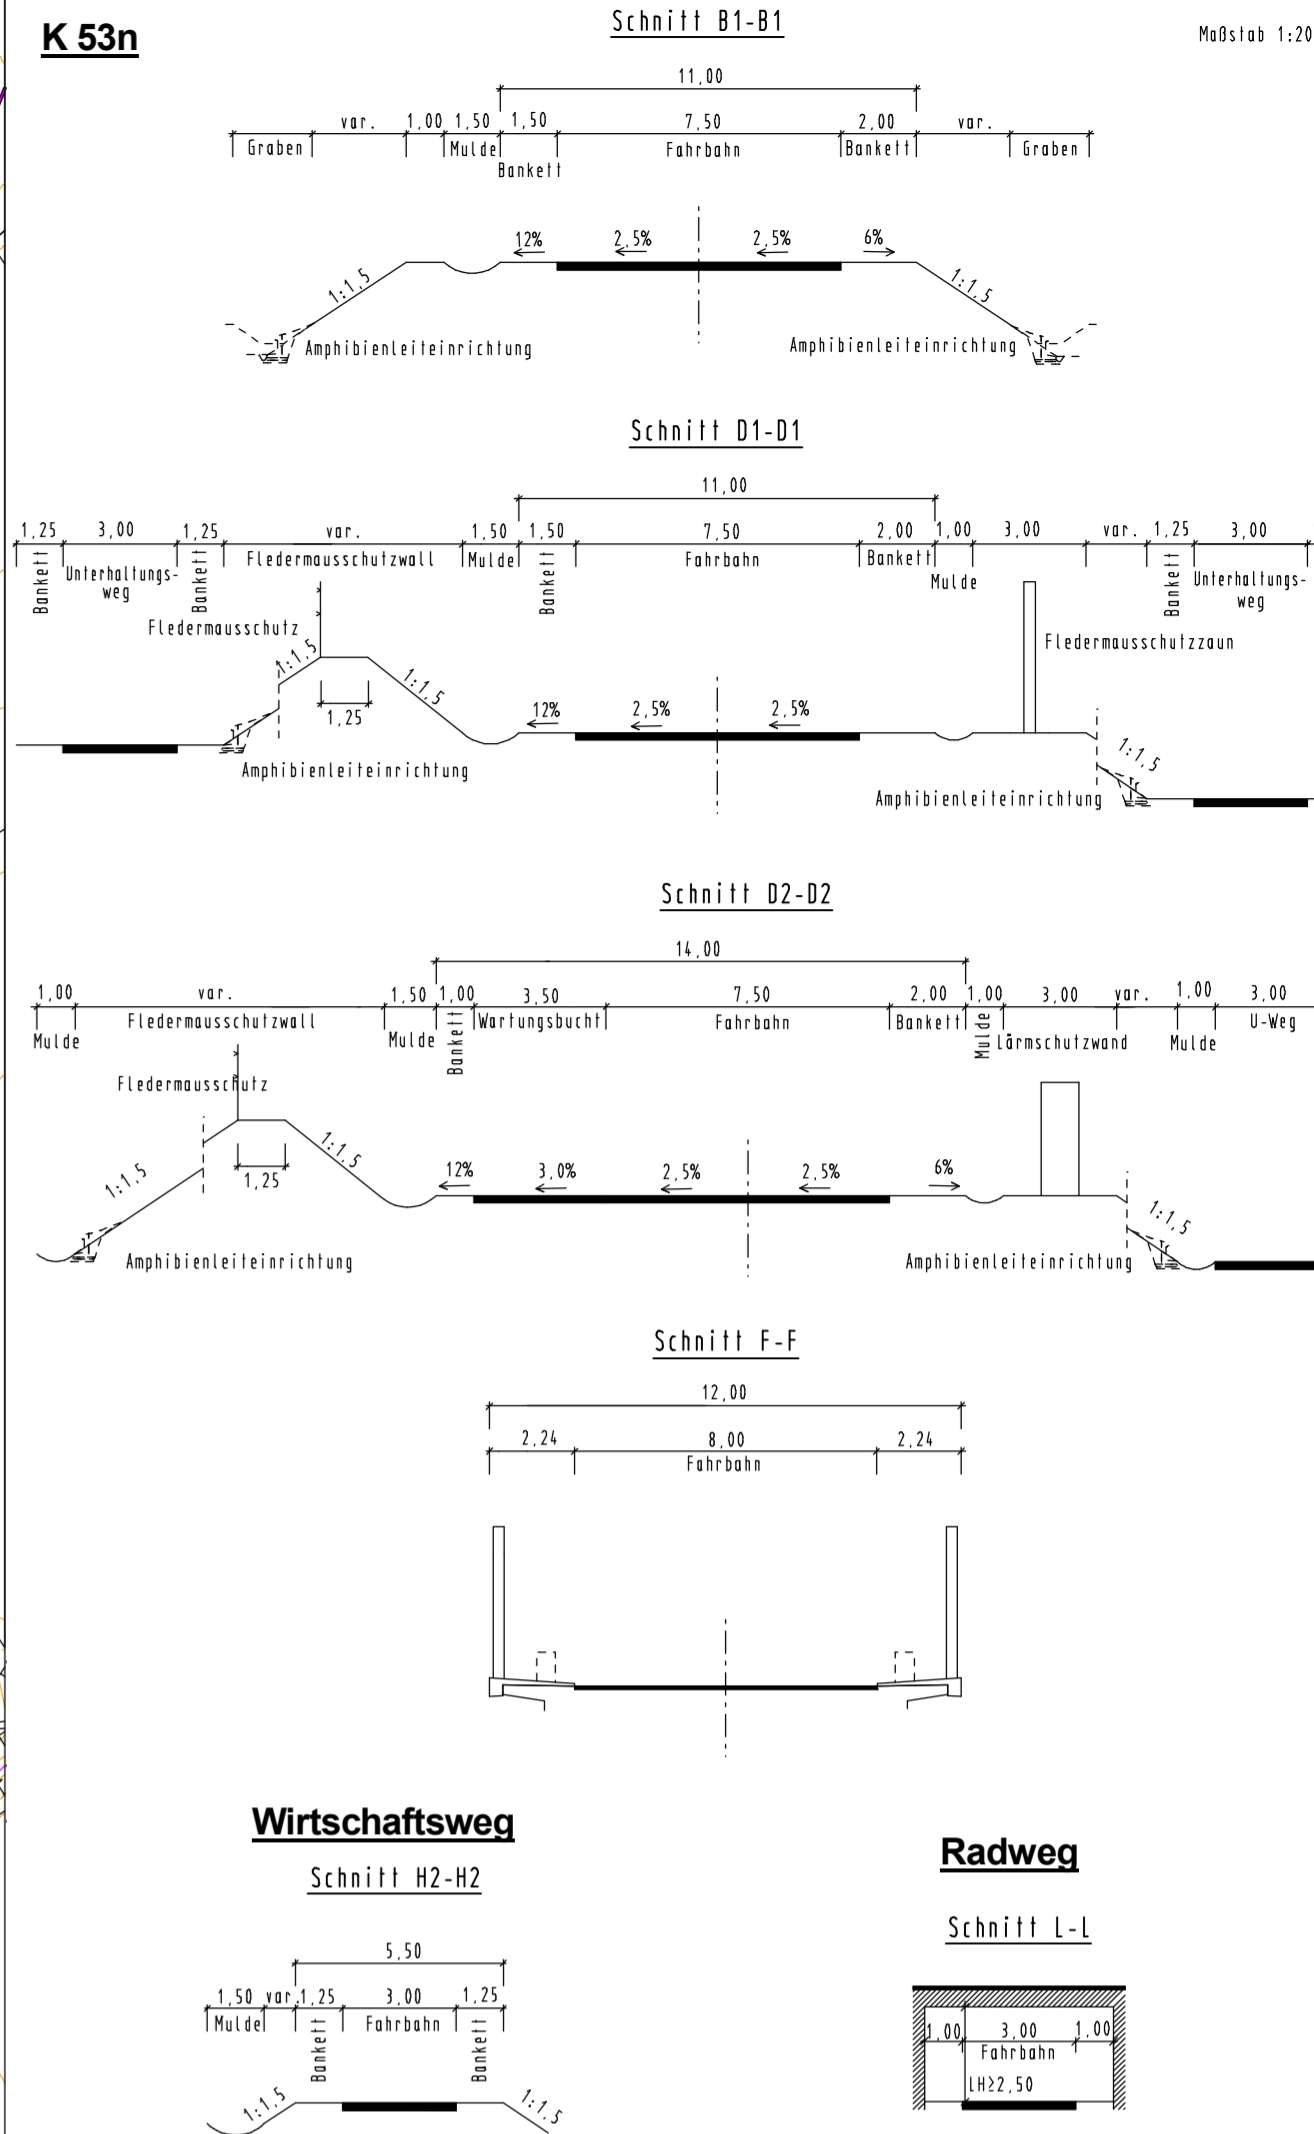 K 53n
Schnitt B1-B1
Maßstab 1:20
11,00
var. 1,00 1,50 1,50 7,50 2,00 var.
Graben Mulde Fahrbahn Bankett Graben
Bankett
12% 2,5% 2,5% 6%
1:1,5 1:1,5
Amphibienleiteinrichtung Amphibienleiteinrichtung
Schnitt D1-D1
11,00
1,25 3,00 1,25 var. 1,50 1,50 7,50 2,00 1,00 3,00 var. 1,25 3,00
Bankett Unterhaltungs- Bankett Fledermausschutzwall Mulde Bankett Fahrbahn Bankett Mulde Bankett Unterhaltungs-
weg weg
Fledermausschutz Fledermausschutzzaun
1:1,5 1:1,5
1,25 12% 2,5% 2,5% 1:1,5
Amphibienleiteinrichtung Amphibienleiteinrichtung
Schnitt D2-D2
14,00
1,00 var. 1,50 1,00 3,50 7,50 2,00 1,00 3,00 var. 1,00 3,00
Mulde Fledermausschutzwall Mulde Bankett Wartungsbucht Fahrbahn Bankett Mulde Lärmschutzwand Mulde U-Weg
Fledermausschutz
1:1,5 1:1,5
1,25 12% 3,0% 2,5% 2,5% 6% 1:1,5
Amphibienleiteinrichtung Amphibienleiteinrichtung
Schnitt F-F
12,00
2,24 8,00 2,24
Fahrbahn
Wirtschaftsweg
Schnitt H2-H2
5,50
1,50 var. 1,25 3,00 1,25
Mulde Bankett Fahrbahn Bankett
1:1,5 1:1,5
Radweg
Schnitt L-L
1,00 3,00 1,00
Fahrbahn
LH≥2,50